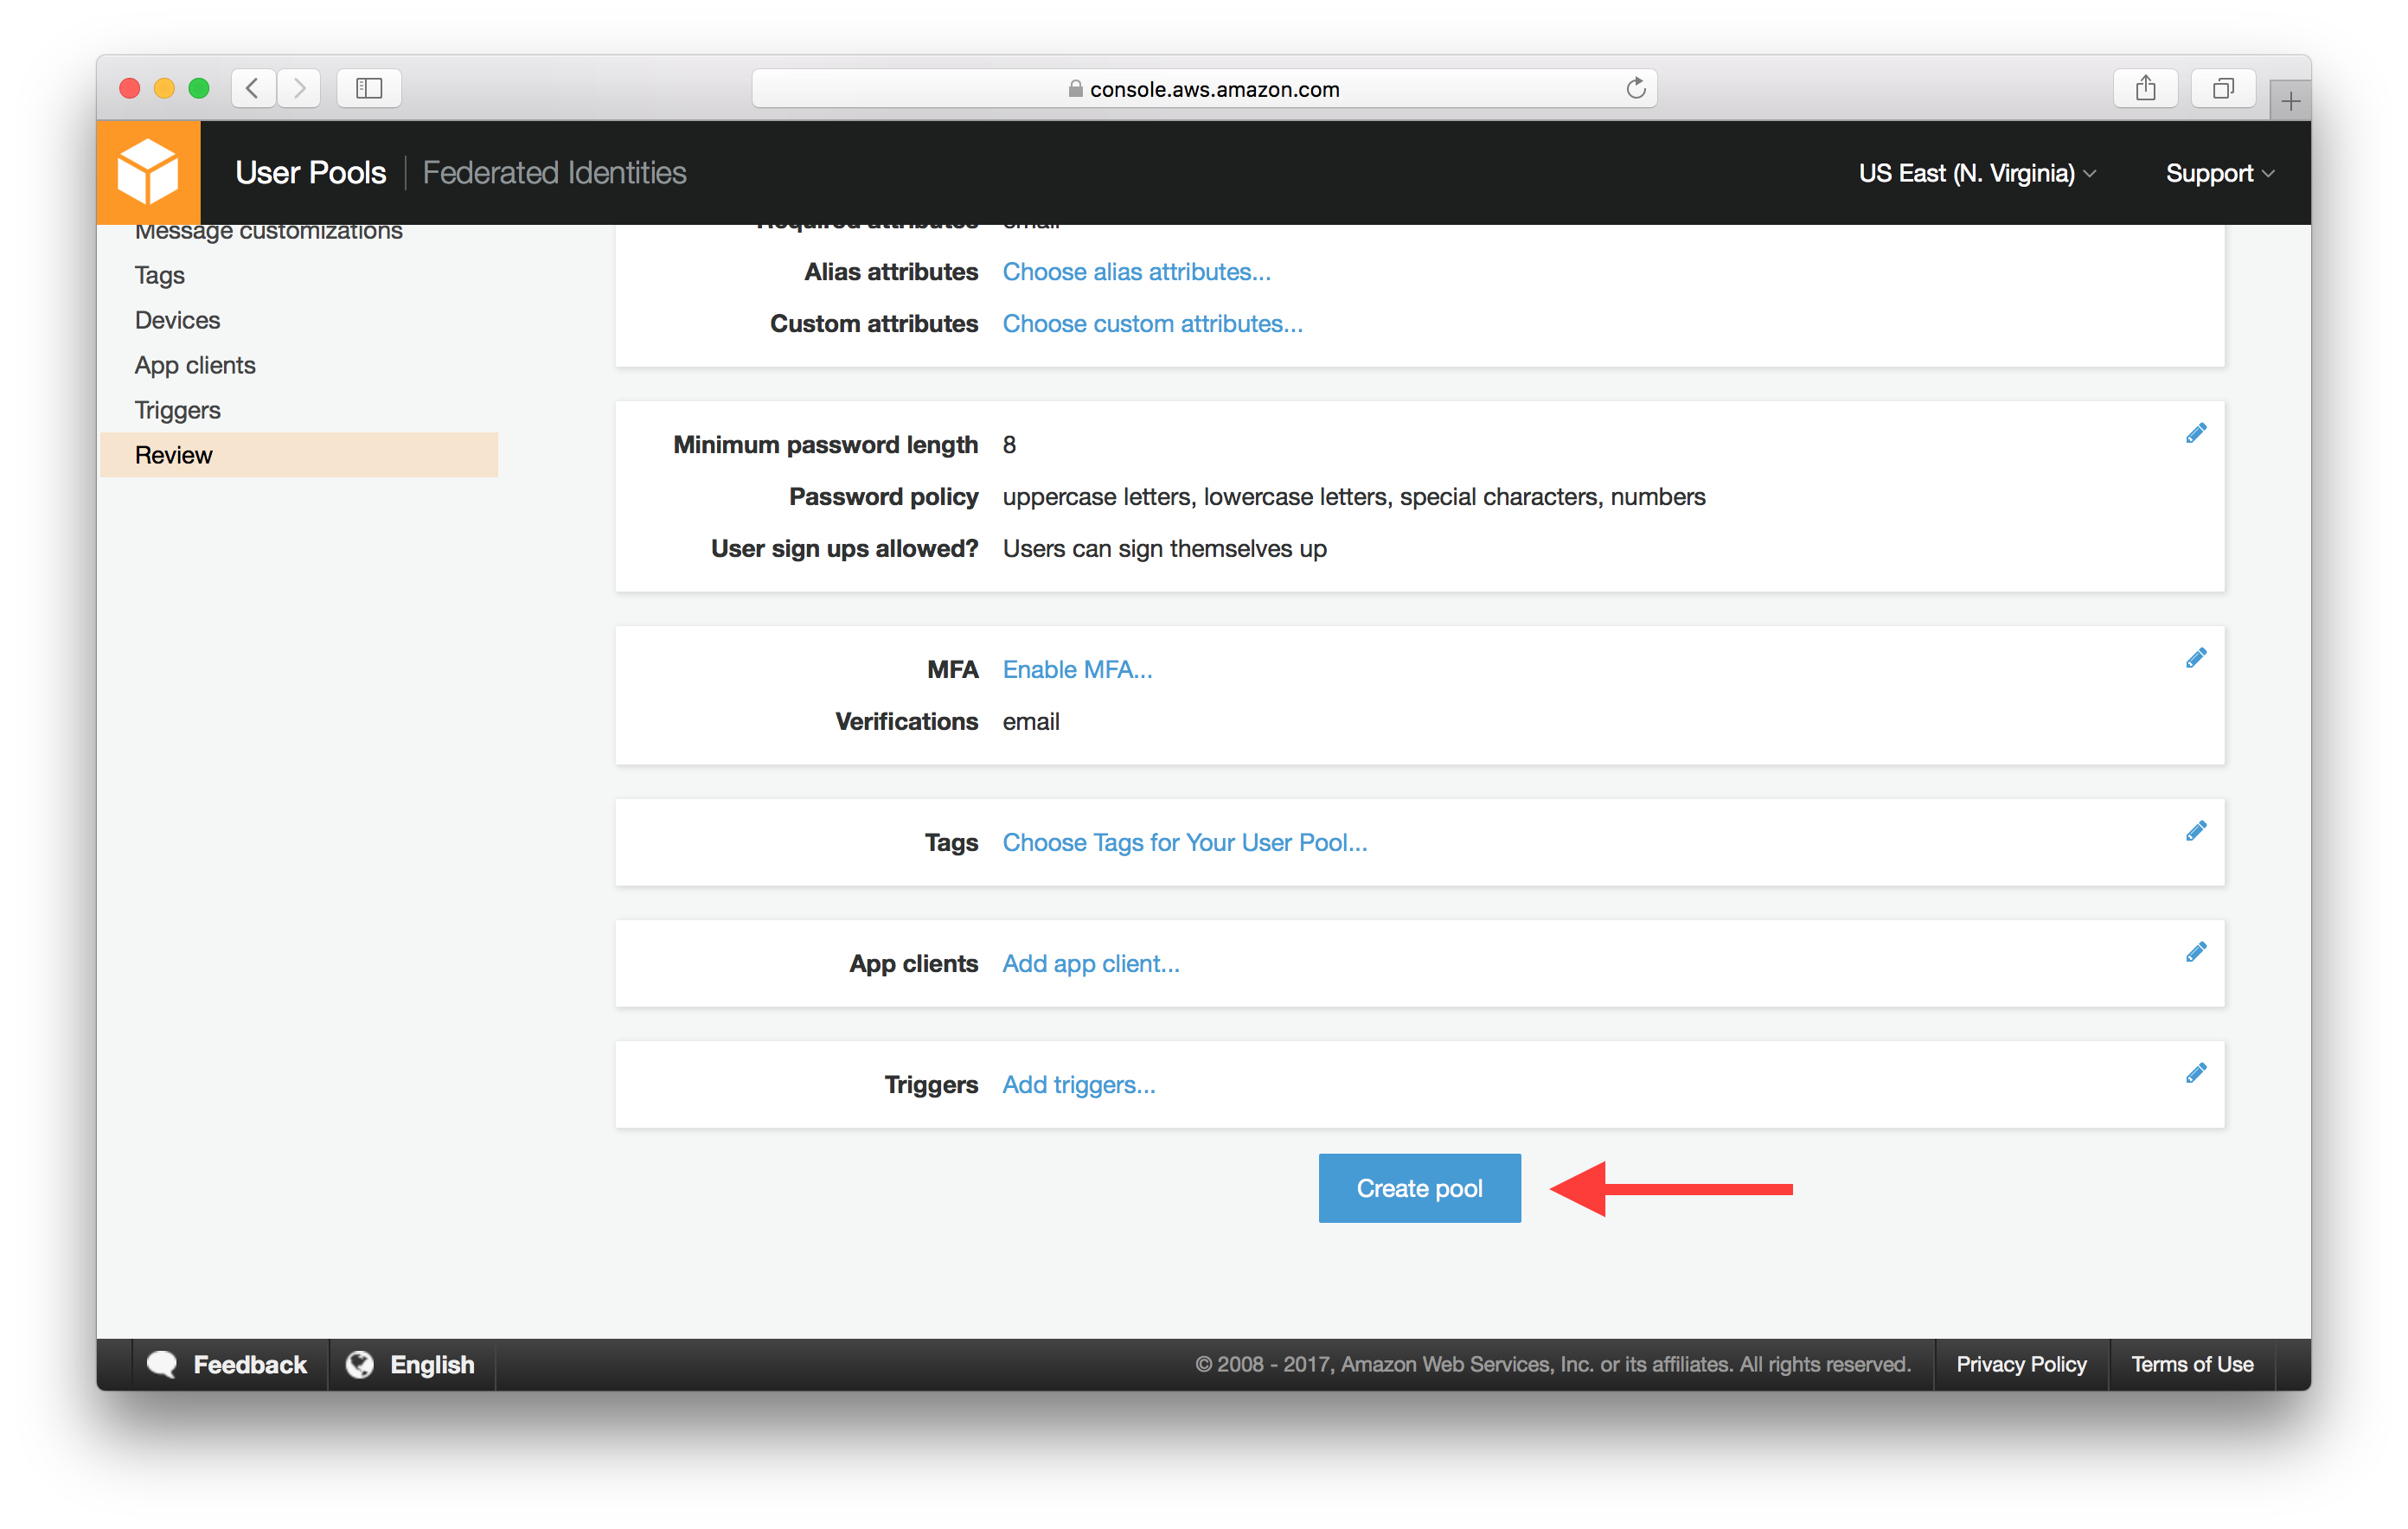 console.aws.amazon.com
User Pools
Federated Identities
US East (N. Virginia)
Support
Message customizations
Tags
Devices
App clients
Triggers
Review
Required attributes email
Alias attributes Choose alias attributes...
Custom attributes Choose custom attributes...
Minimum password length 8
Password policy uppercase letters, lowercase letters, special characters, numbers
User sign ups allowed? Users can sign themselves up
MFA Enable MFA...
Verifications email
Tags Choose Tags for Your User Pool...
App clients Add app client...
Triggers Add triggers...
Create pool
Feedback
English
© 2008 - 2017, Amazon Web Services, Inc. or its affiliates. All rights reserved.
Privacy Policy
Terms of Use